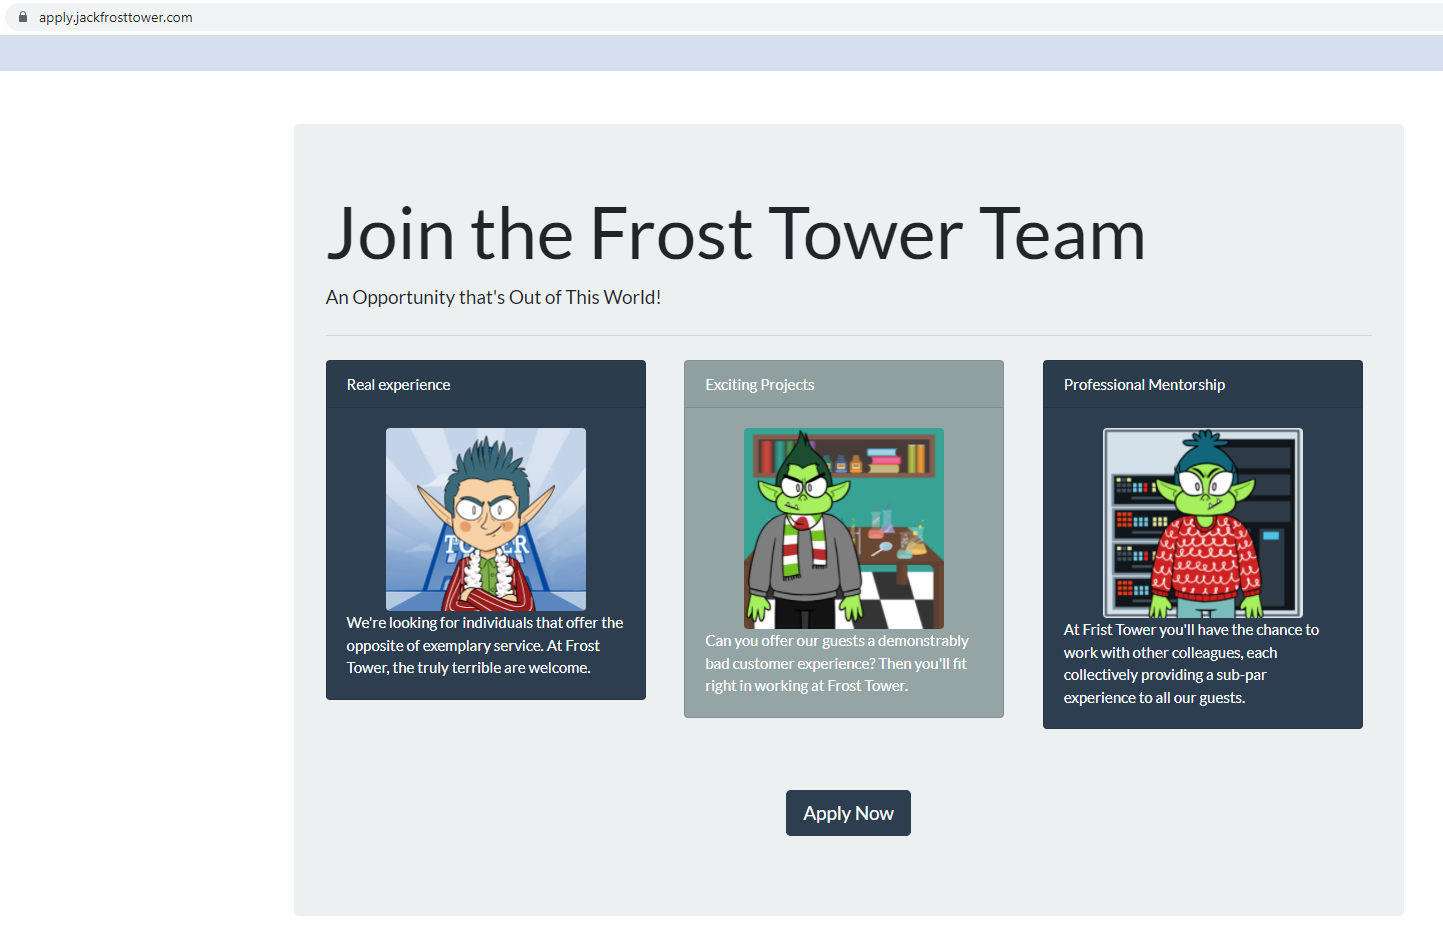 apply.jackfrosttower.com
Join the Frost Tower Team
An Opportunity that's Out of This World!
Real experience
TOWER
We're looking for individuals that offer the
opposite of exemplary service. At Frost
Tower, the truly terrible are welcome.
Exciting Projects
Can you offer our guests a demonstrably
bad customer experience? Then you'll fit
right in working at Frost Tower.
Professional Mentorship
At Frist Tower you'll have the chance to
work with other colleagues, each
collectively providing a sub-par
experience to all our guests.
Apply Now